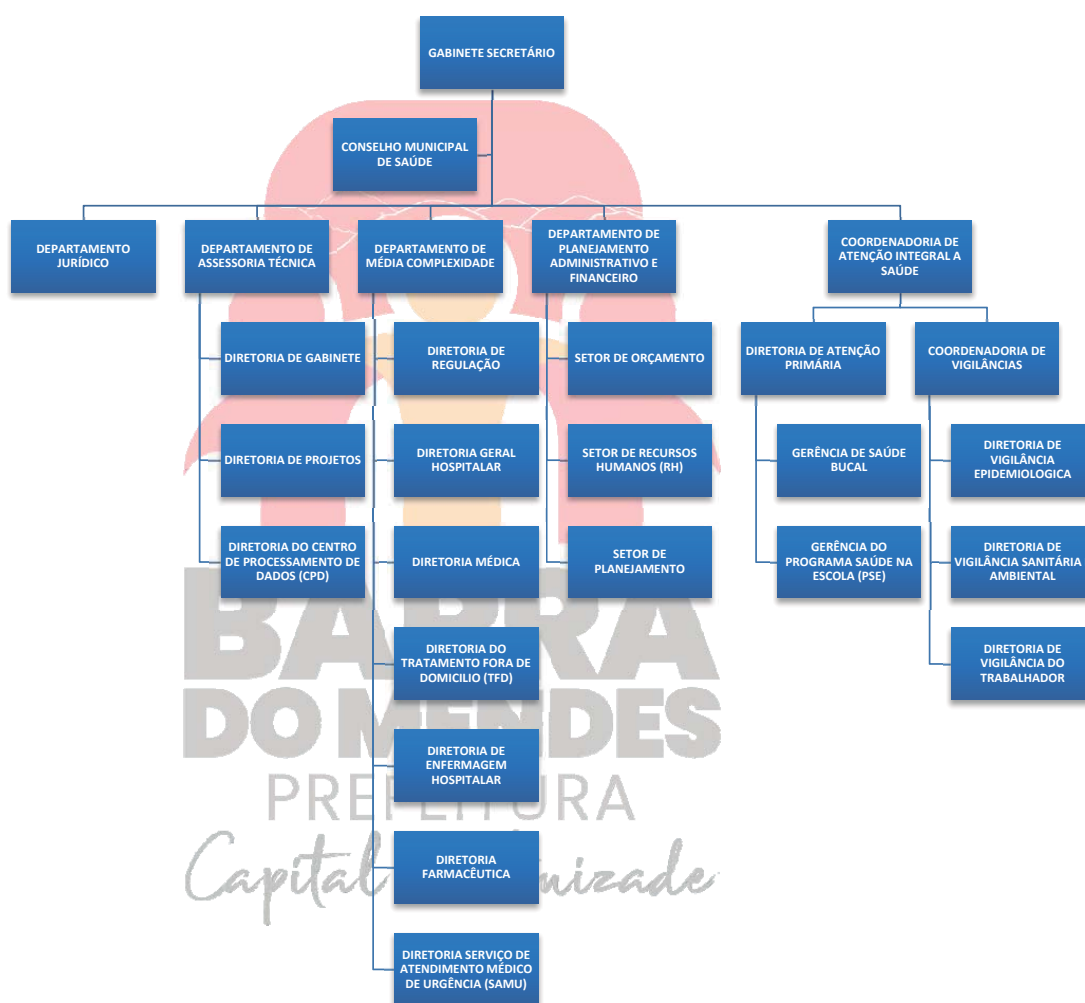 GABINETE SECRETÁRIO
CONSELHO MUNICIPAL
DE SAÚDE
DEPARTAMENTO
JURÍDICO
DEPARTAMENTO DE
ASSESSORIA TÉCNICA
DEPARTAMENTO DE
MÉDIA COMPLEXIDADE
DEPARTAMENTO DE
PLANEJAMENTO
ADMINISTRATIVO E
FINANCEIRO
COORDENADORIA DE
ATENÇÃO INTEGRAL A
SAÚDE
DIRETORIA DE GABINETE
DIRETORIA DE PROJETOS
DIRETORIA DO CENTRO
DE PROCESSAMENTO DE
DADOS (CPD)
DIRETORIA DE
REGULAÇÃO
DIRETORIA GERAL
HOSPITALAR
DIRETORIA MÉDICA
DIRETORIA DO
TRATAMENTO FORA DE
DOMICILIO (TFD)
DIRETORIA DE
ENFERMAGEM
HOSPITALAR
DIRETORIA
FARMACÊUTICA
DIRETORIA SERVIÇO DE
ATENDIMENTO MÉDICO
DE URGÊNCIA (SAMU)
SETOR DE ORÇAMENTO
SETOR DE RECURSOS
HUMANOS (RH)
SETOR DE
PLANEJAMENTO
DIRETORIA DE ATENÇÃO
PRIMÁRIA
GERÊNCIA DE SAÚDE
BUCAL
GERÊNCIA DO
PROGRAMA SAÚDE NA
ESCOLA (PSE)
COORDENADORIA DE
VIGILÂNCIAS
DIRETORIA DE
VIGILÂNCIA
EPIDEMIOLOGICA
DIRETORIA DE
VIGILÂNCIA SANITÁRIA
AMBIENTAL
DIRETORIA DE
VIGILÂNCIA DO
TRABALHADOR
BARRA
DO MENDES
PREFEITURA
Capital